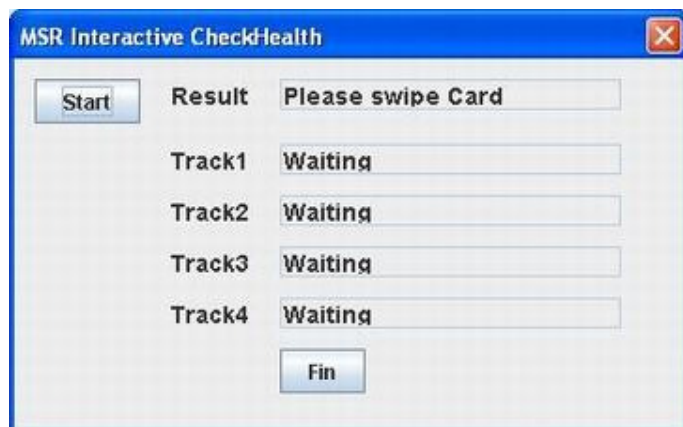 MSR Interactive CheckHealth
Start Result Please swipe Card
Track1 Waiting
Track2 Waiting
Track3 Waiting
Track4 Waiting
Fin